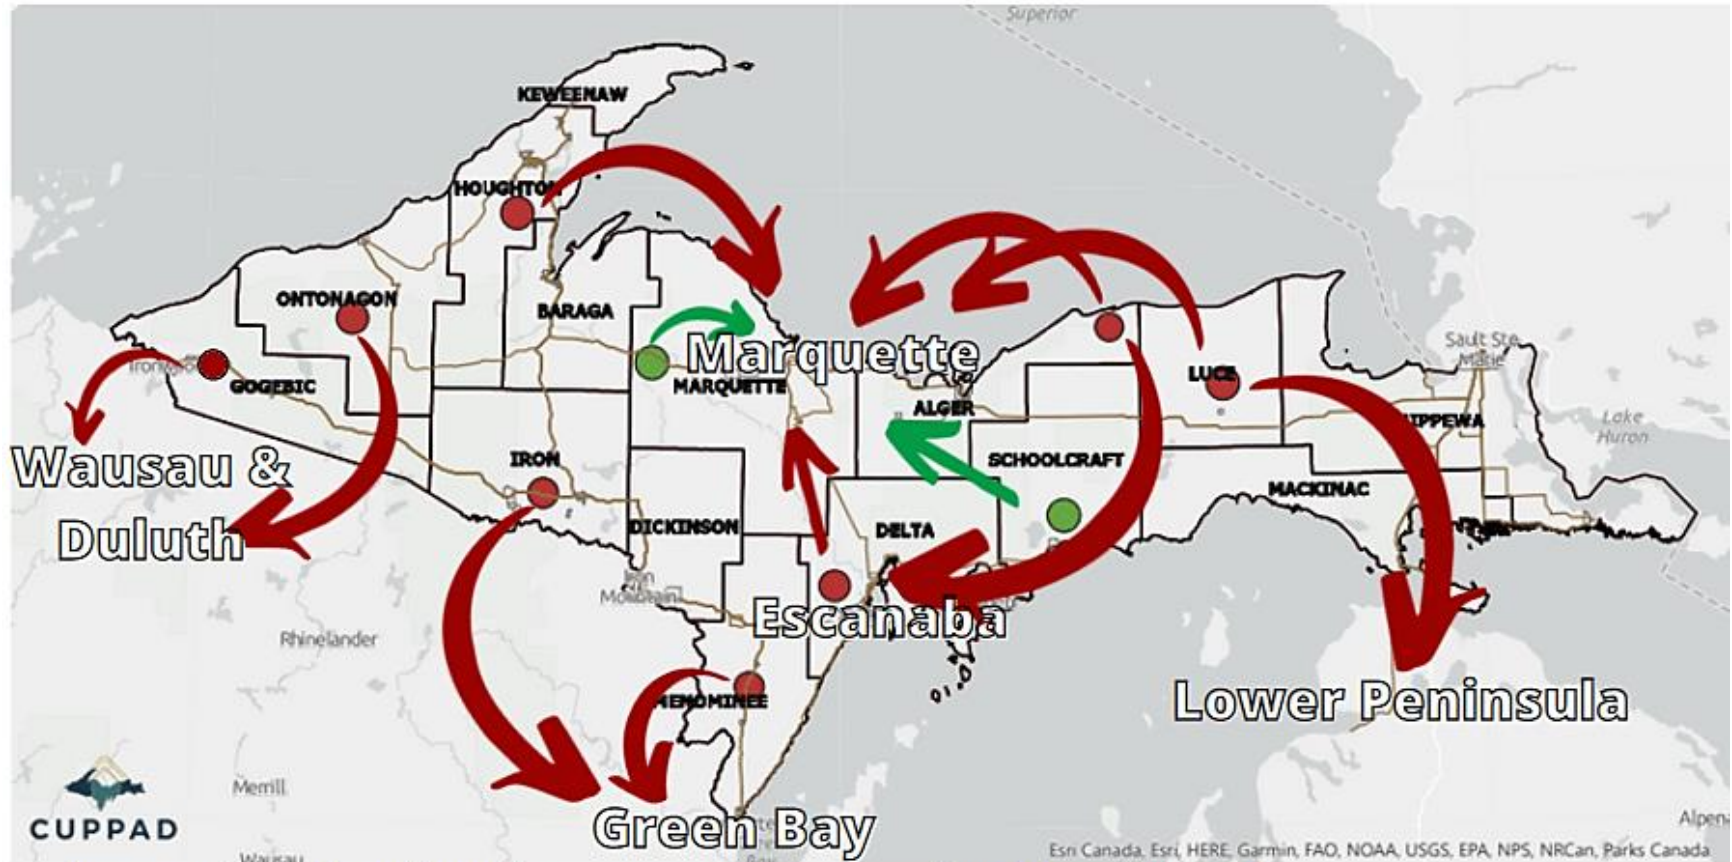 Superior
KEWEENAW
HOUGHTON
ONTONAGON
BARAGA
Marquette
Sault Ste
Marie
GOGEBIC
MARQUETTE
LUCE
ALGER
Lake
Huron
Wausau &
IRON
SCHOOLCRAFT
MACKINAC
Duluth
DICKINSON
DELTA
Iron
Mountain
Escanaba
Rhinelander
MENOMINEE
Lower Peninsula
Merrill
CUPPAD
Green Bay
Alpena
Wausau
Esri Canada, Esri, HERE, Garmin, FAO, NOAA, USGS, EPA, NPS, NRCan, Parks Canada